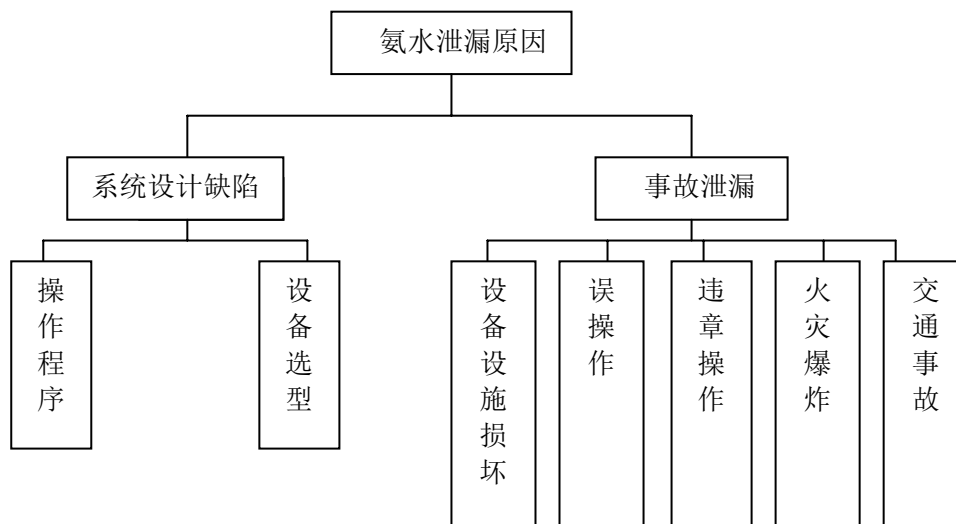 氨水泄漏原因
系统设计缺陷
事故泄漏
操作程序
设备选型
设备设施损坏
误操作
违章操作
火灾爆炸
交通事故